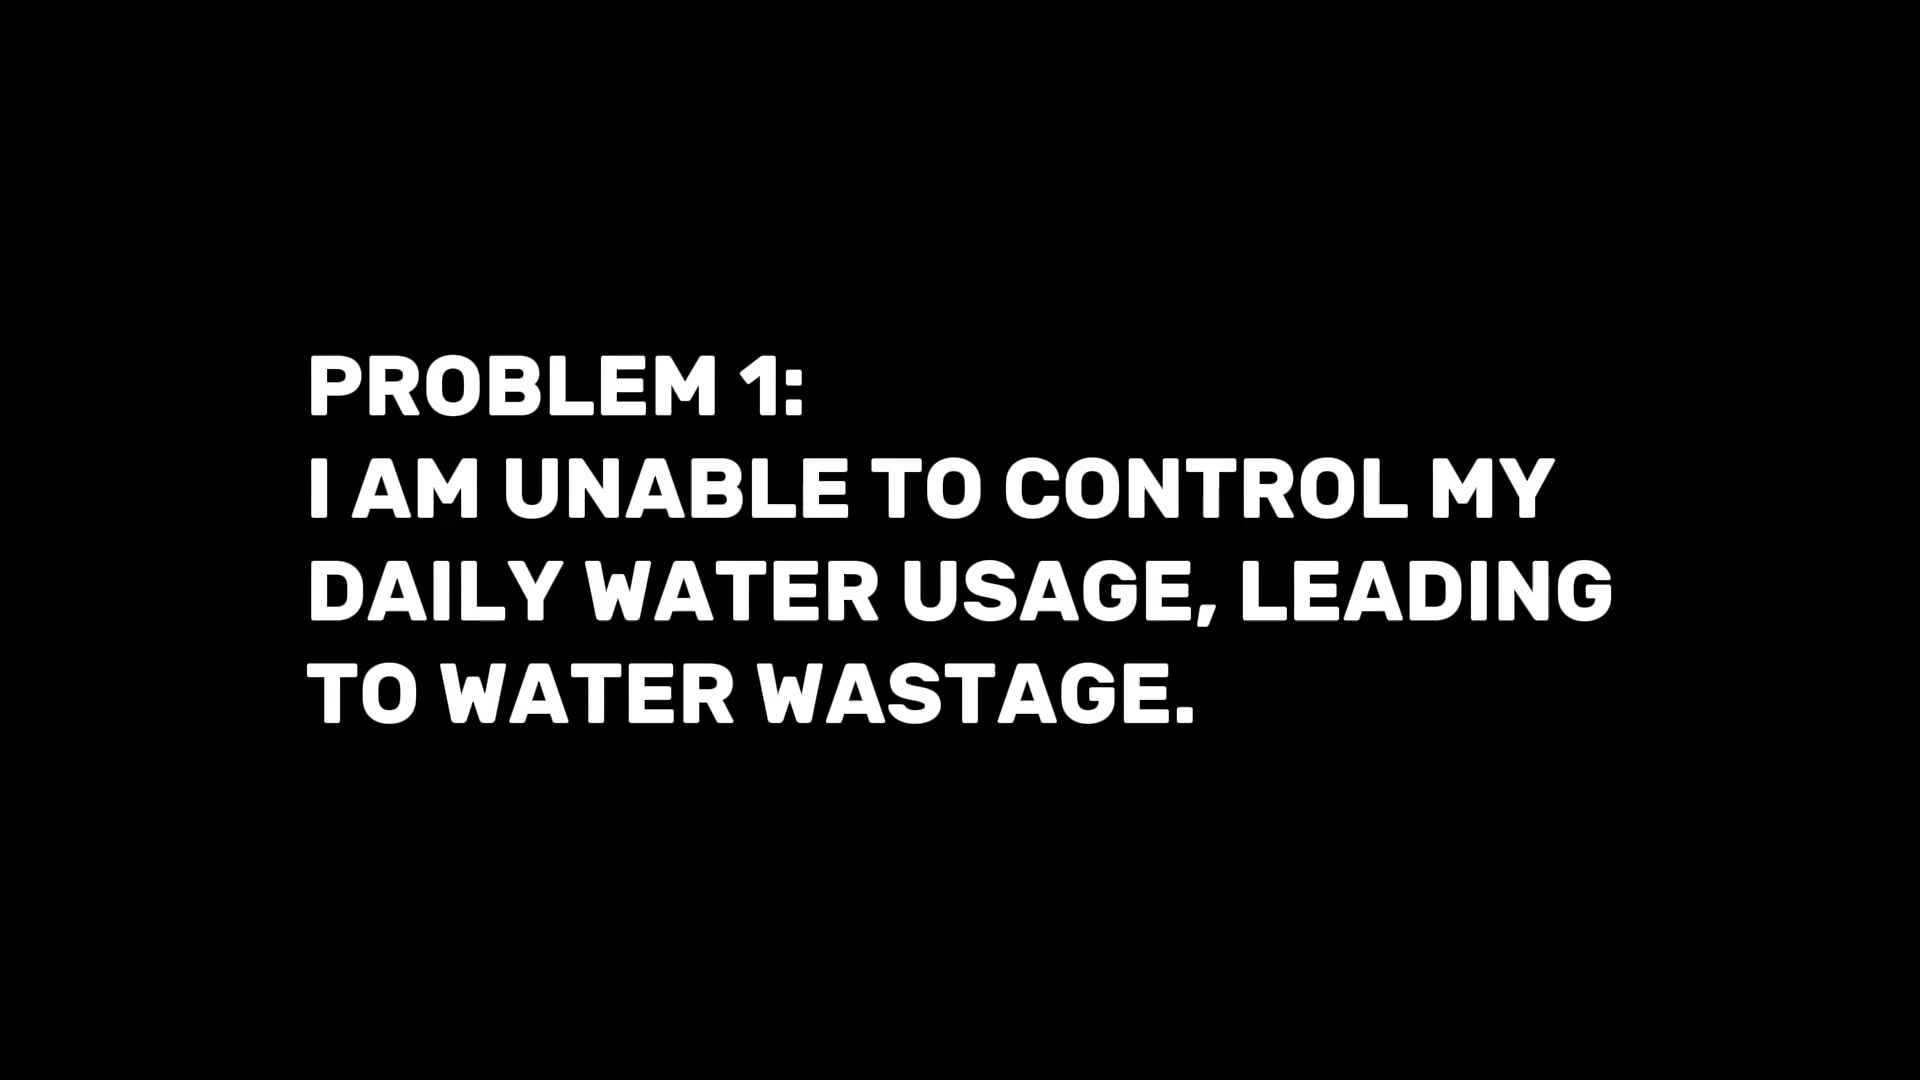 PROBLEM 1:
I AM UNABLE TO CONTROL MY
DAILY WATER USAGE, LEADING
TO WATER WASTAGE.